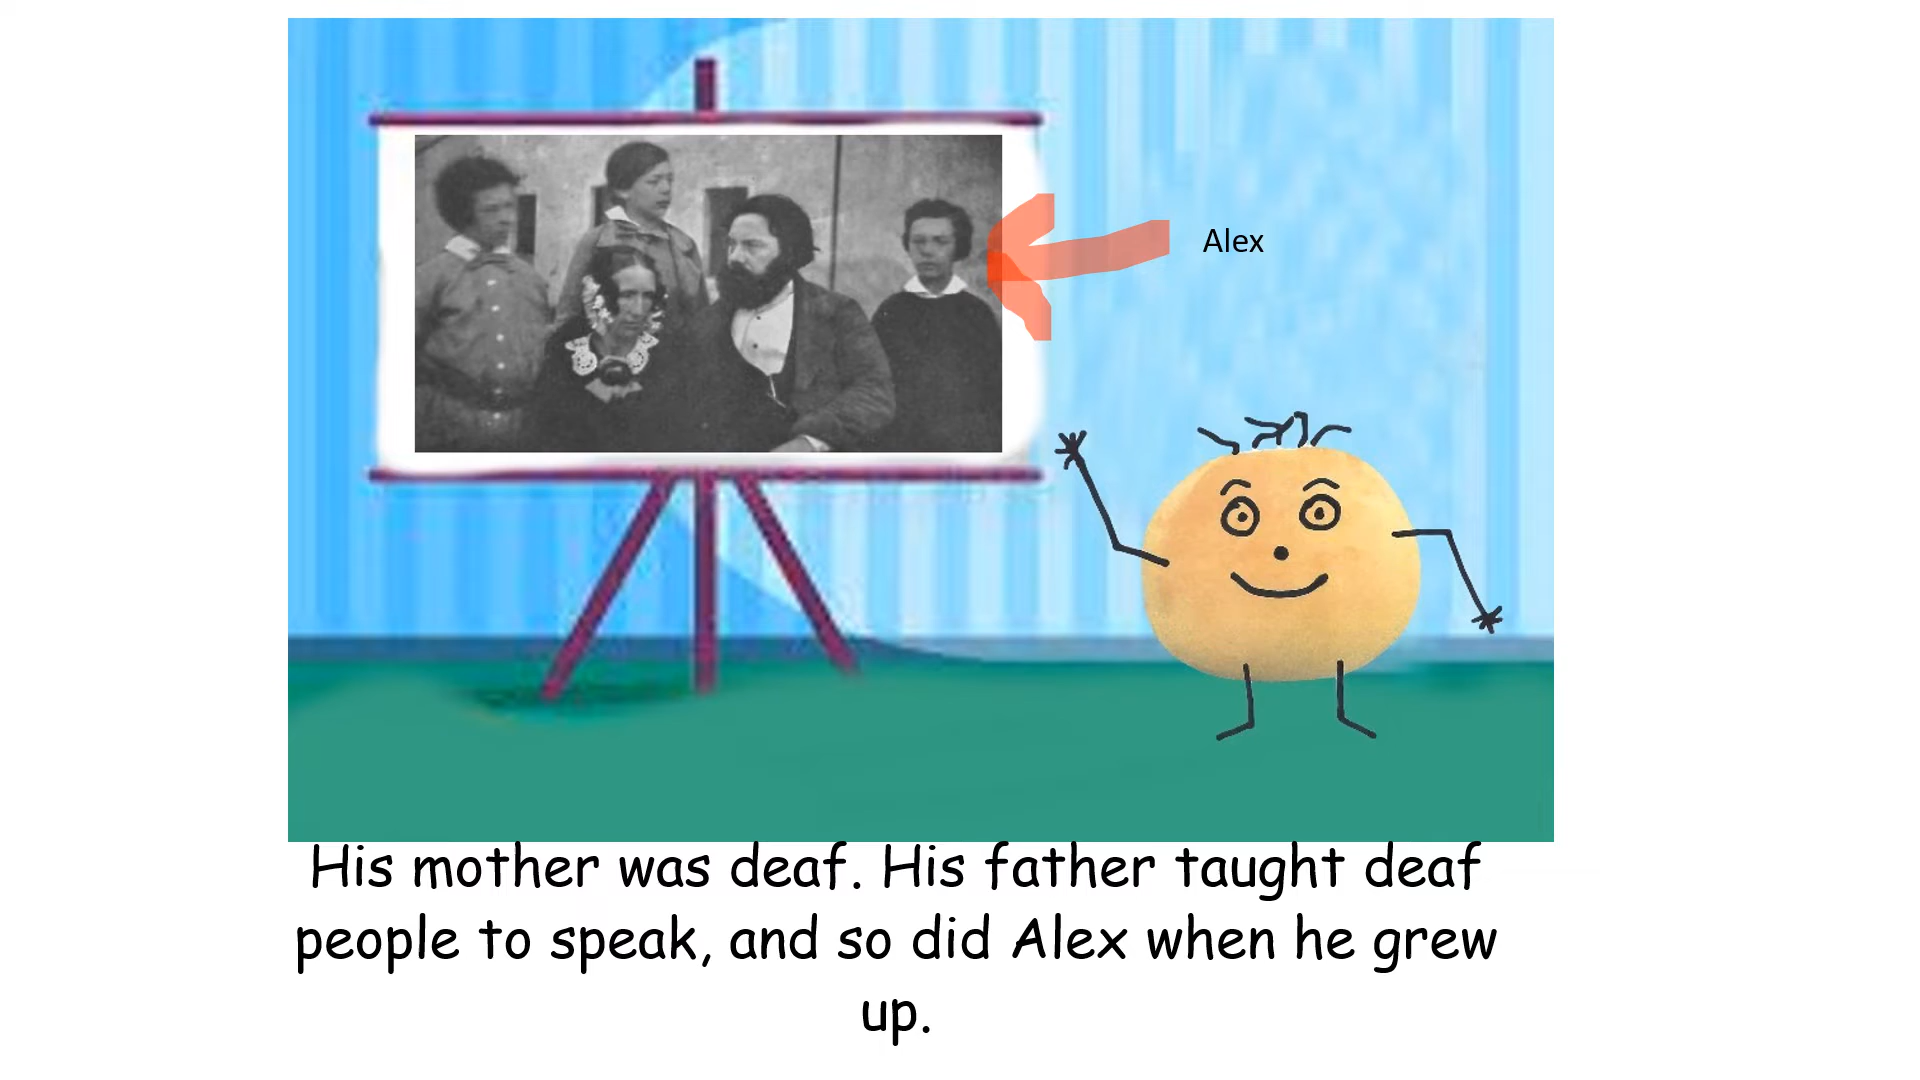 Alex
His mother was deaf. His father taught deaf
people to speak, and so did Alex when he grew
up.